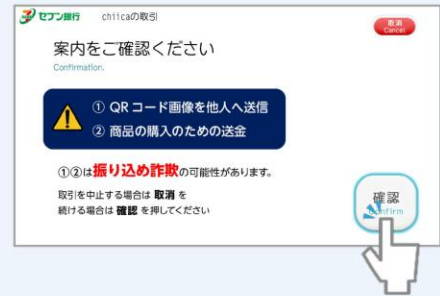 セブン銀行 chiicaの取引
取消
Cancel
案内をご確認ください
Confirmation.
① QRコード画像を他人へ送信
② 商品の購入のための送金
①②は振り込め詐欺の可能性があります。
取引を中止する場合は 取消 を
続ける場合は 確認 を押してください
確認
Confirm